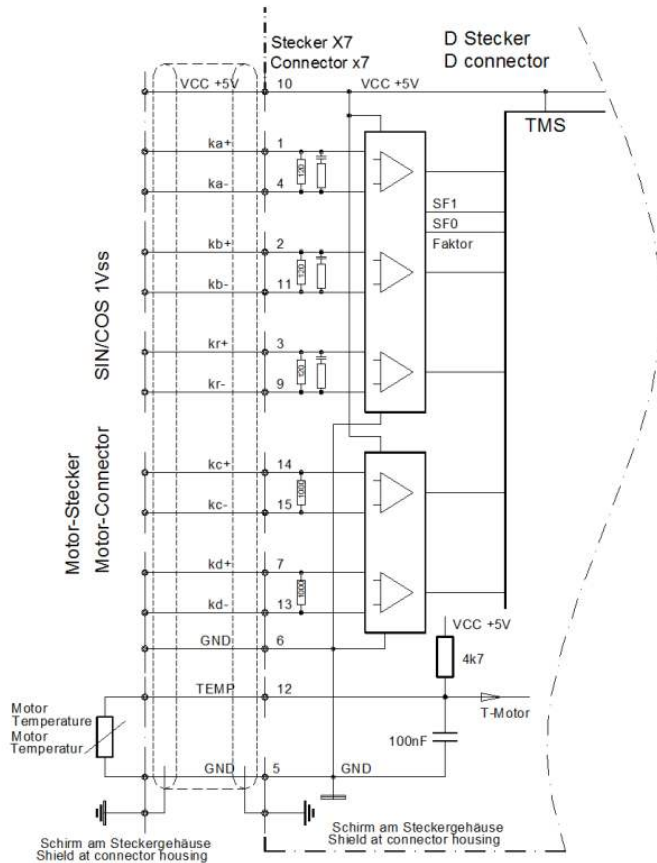 Stecker X7
Connector x7
D Stecker
D connector
VCC +5V
10
VCC +5V
TMS
ka+
1
120
ka-
4
SF1
SF0
Faktor
kb+
2
120
kb-
11
kr+
3
120
kr-
9
SIN/COS 1Vss
Motor-Stecker
Motor-Connector
kc+
14
1000
kc-
15
kd+
7
1000
kd-
13
GND
6
VCC +5V
4k7
TEMP
12
T-Motor
Motor
Temperature
Motor
Temperatur
100nF
GND
5
GND
Schirm am Steckergehäuse
Shield at connector housing
Schirm am Steckergehäuse
Shield at connector housing